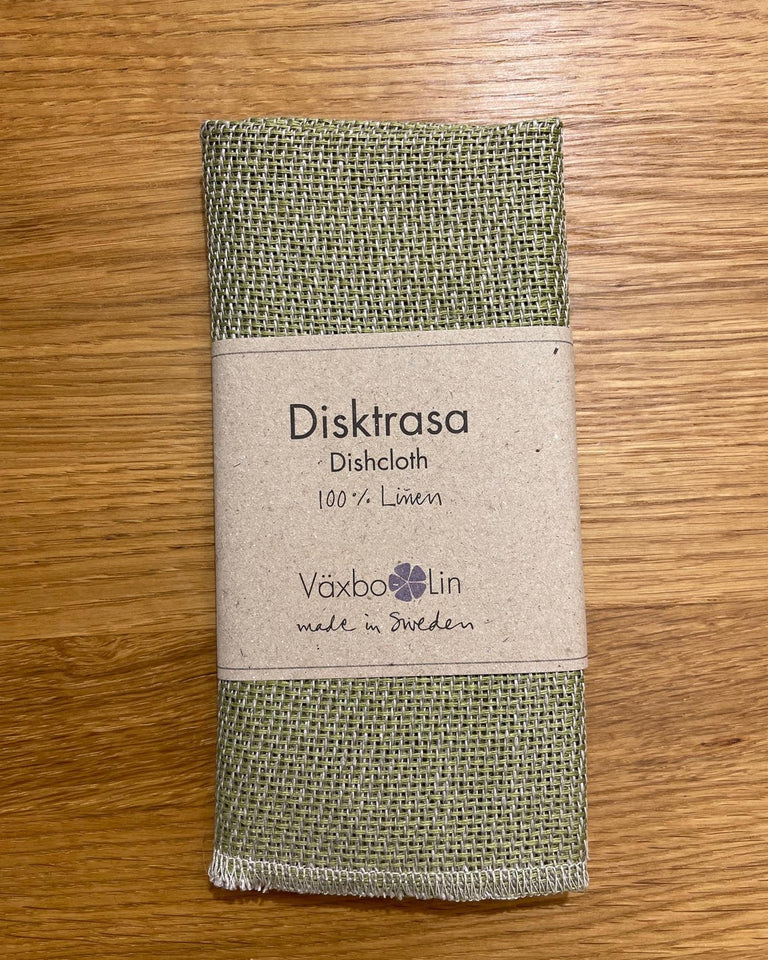 Disktrasa
Dishcloth
100% Linen
Växbo Lin
made in Sweden